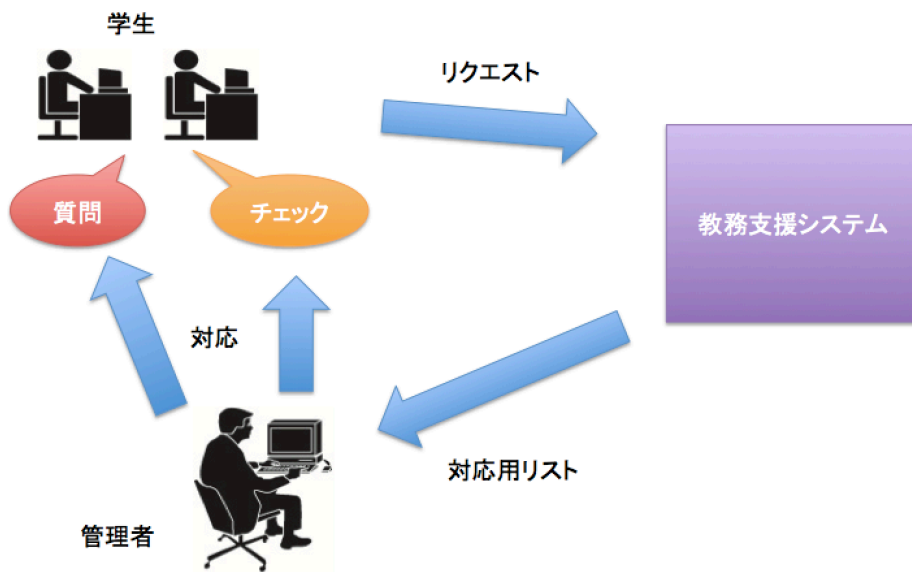 学生
リクエスト
質問
チェック
教務支援システム
対応
対応用リスト
管理者